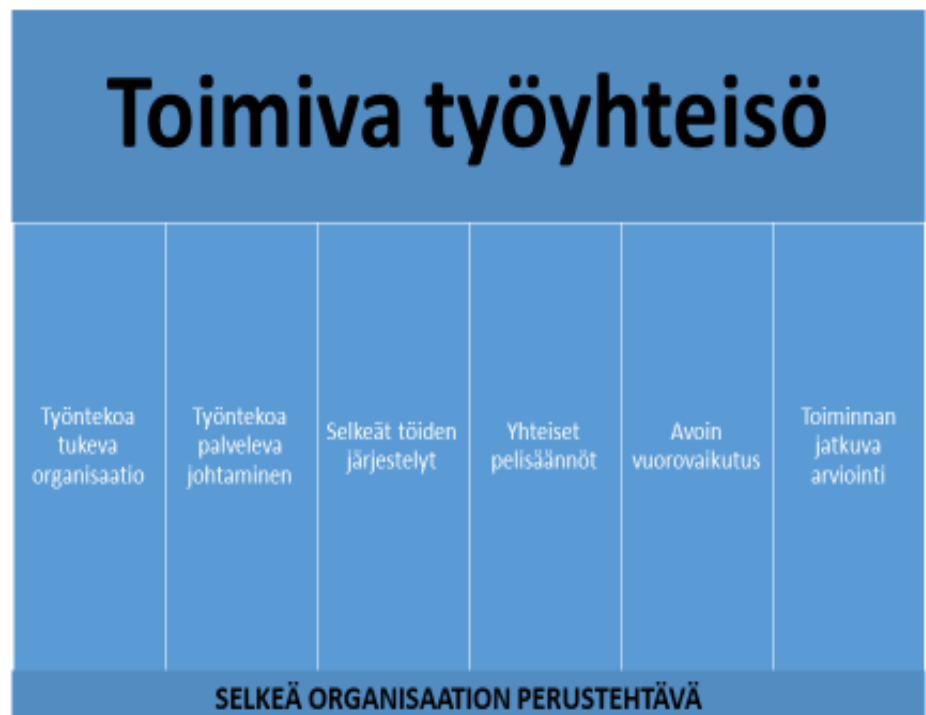 Toimiva työyhteisö
Työntekoa
tukeva
organisaatio
Työntekoa
palveleva
johtaminen
Selkeät töiden
järjestelyt
Yhteiset
pelisäännöt
Avoin
vuorovaikutus
Toiminnan
jatkuva
arviointi
SELKEÄ ORGANISAATION PERUSTEHTÄVÄ